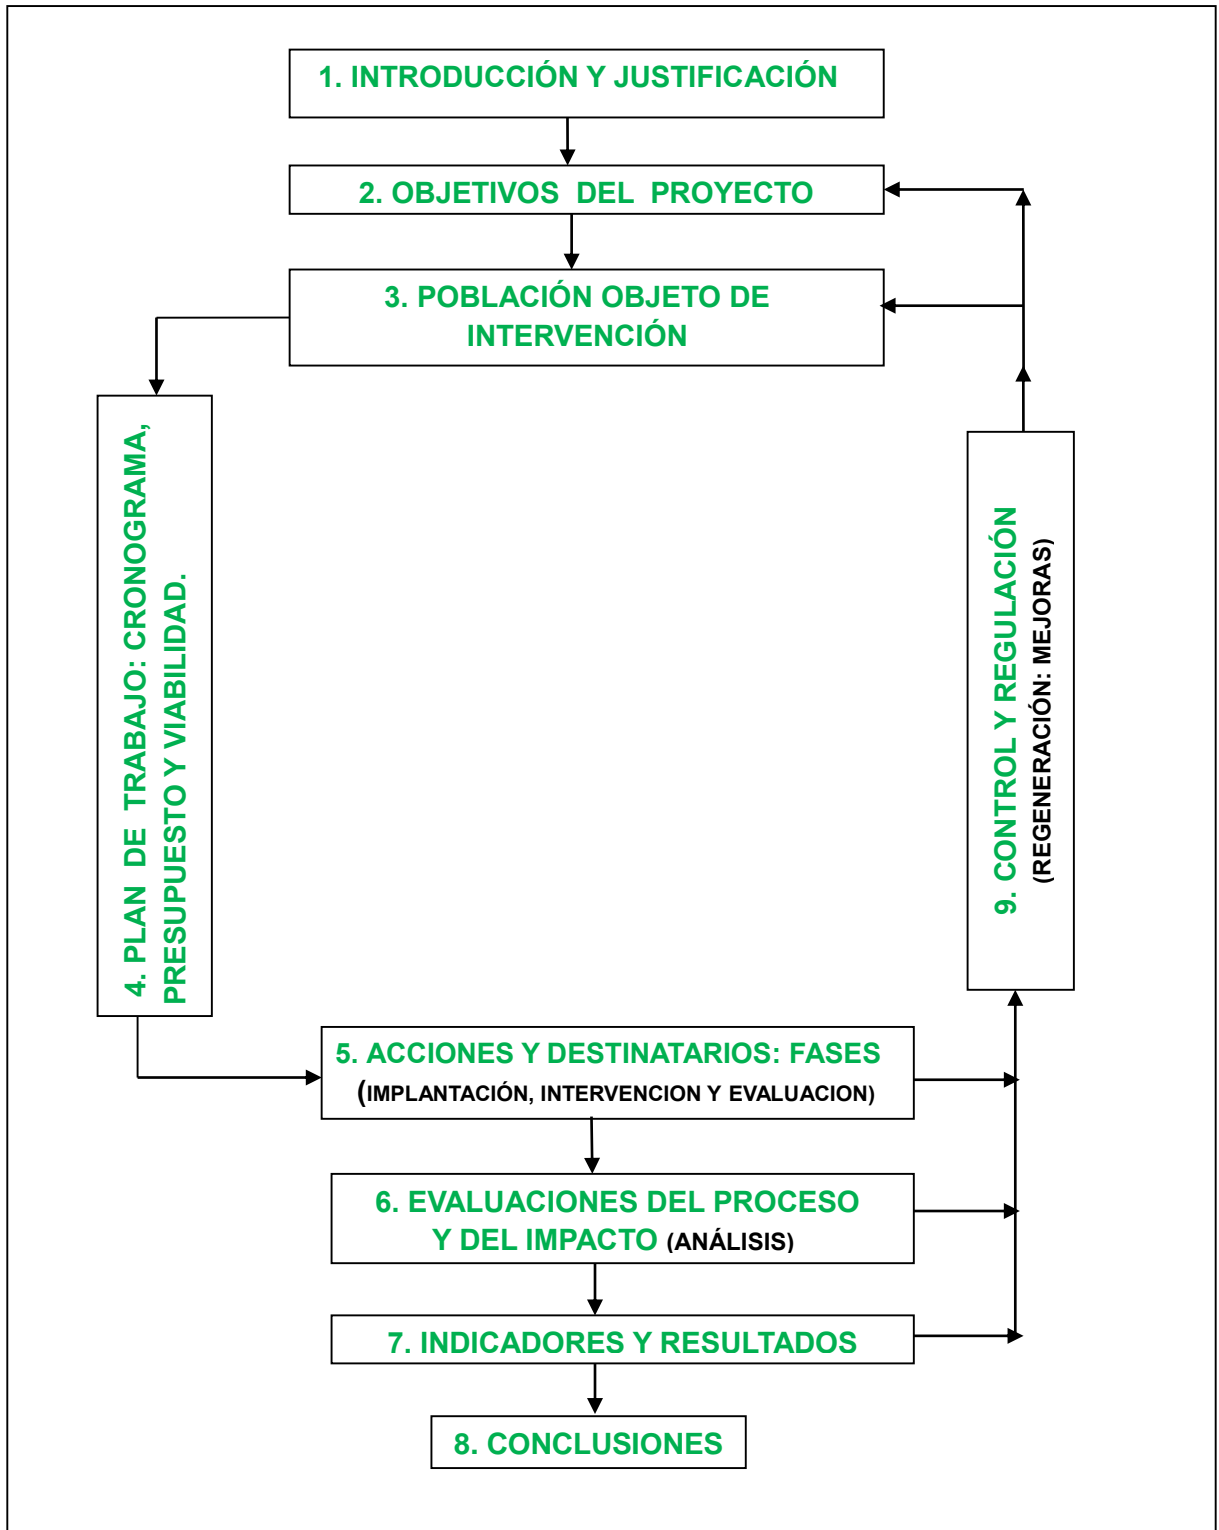 1. INTRODUCCIÓN Y JUSTIFICACIÓN
2. OBJETIVOS DEL PROYECTO
3. POBLACIÓN OBJETO DE
INTERVENCIÓN
4. PLAN DE TRABAJO: CRONOGRAMA,
PRESUPUESTO Y VIABILIDAD.
5. ACCIONES Y DESTINATARIOS: FASES
(IMPLANTACIÓN, INTERVENCION Y EVALUACION)
6. EVALUACIONES DEL PROCESO
Y DEL IMPACTO (ANÁLISIS)
7. INDICADORES Y RESULTADOS
8. CONCLUSIONES
9. CONTROL Y REGULACIÓN
(REGENERACIÓN: MEJORAS)